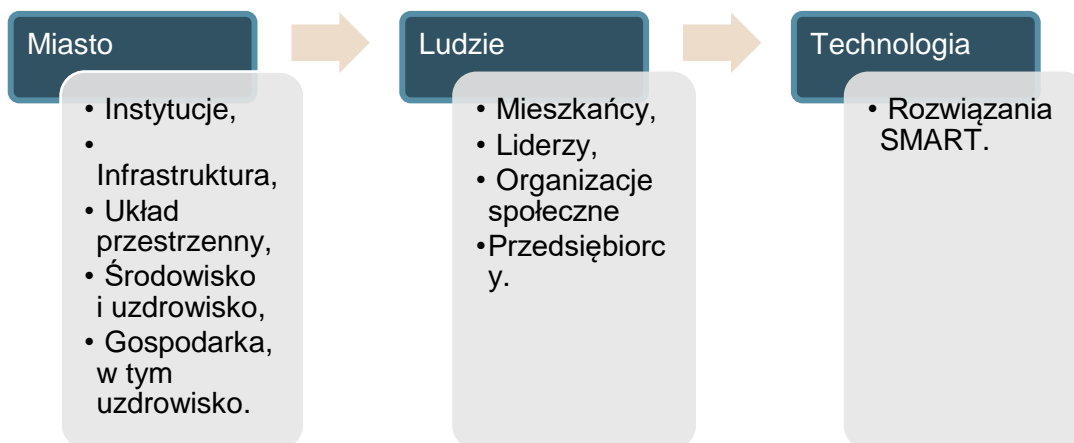 Miasto
• Instytucje,
•
Infrastruktura,
• Układ
przestrzenny,
• Środowisko
i uzdrowisko,
• Gospodarka,
w tym
uzdrowisko.
Ludzie
• Mieszkańcy,
• Liderzy,
• Organizacje
społeczne
•Przedsiębiorc
y.
Technologia
• Rozwiązania
SMART.